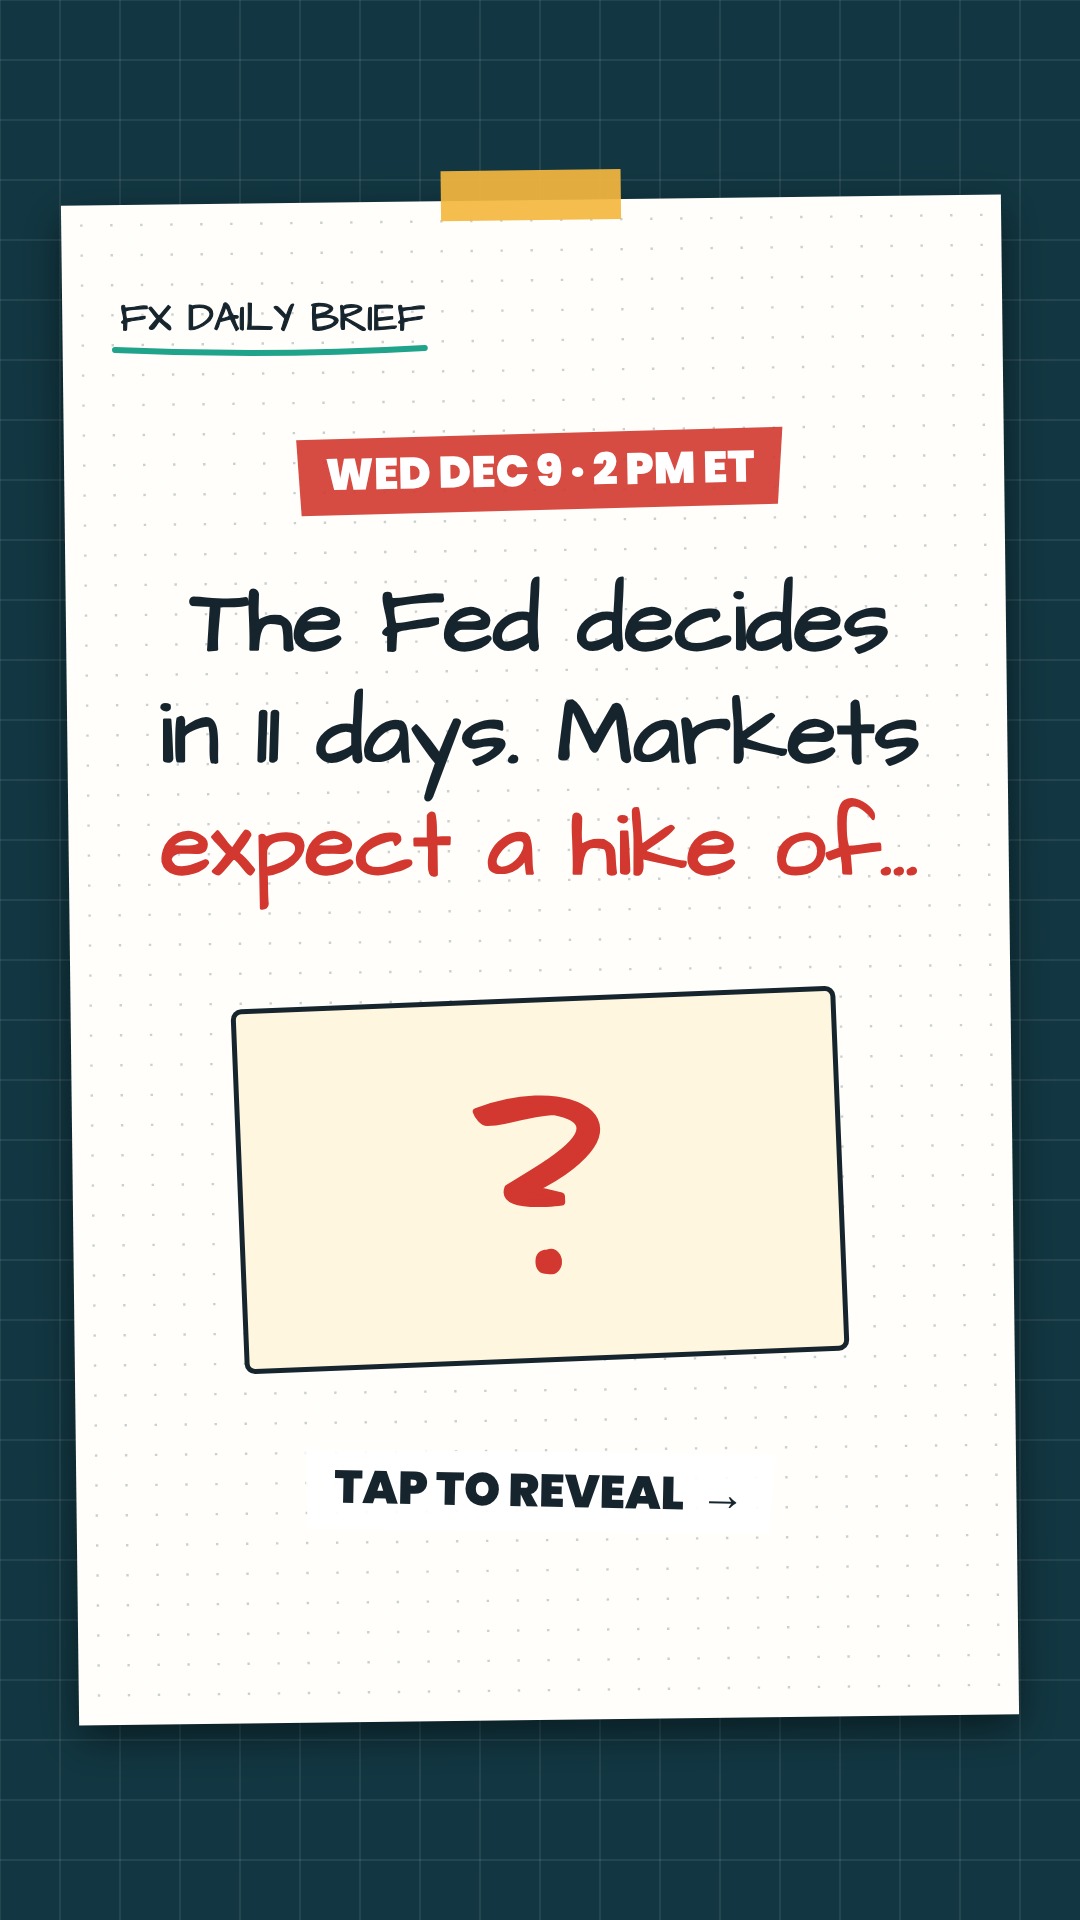 FX DAILY BRIEF
WED DEC 9 • 2 PM ET
The Fed decides
in 11 days. Markets
expect a hike of...
?
TAP TO REVEAL →